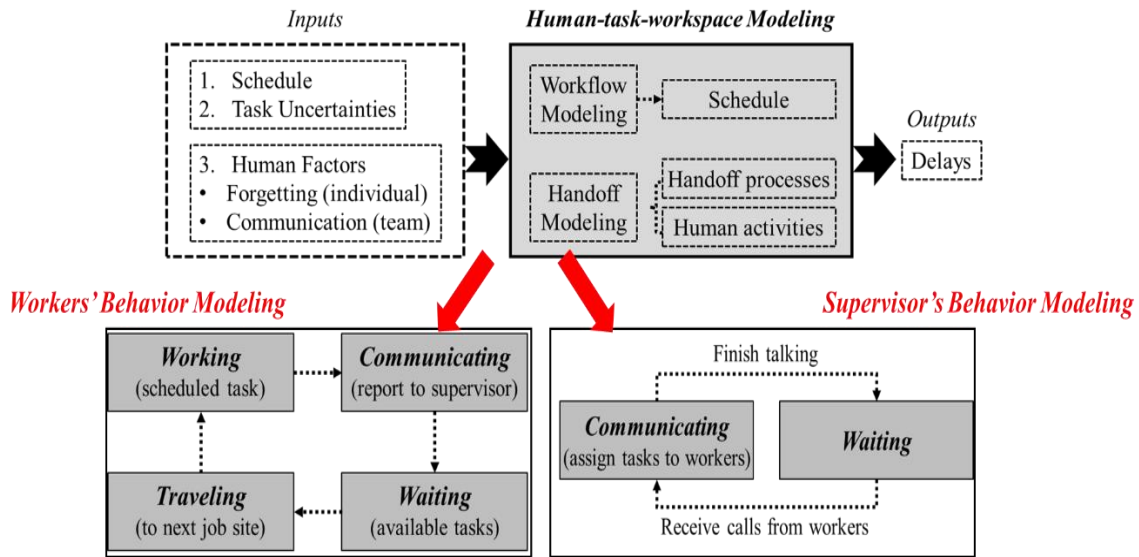 Inputs
Human-task-workspace Modeling
1. Schedule
2. Task Uncertainties
3. Human Factors
• Forgetting (individual)
• Communication (team)
Workflow
Modeling
Schedule
Handoff
Modeling
Handoff processes
Human activities
Outputs
Delays
Workers’ Behavior Modeling
Supervisor’s Behavior Modeling
Working
(scheduled task)
Communicating
(report to supervisor)
Traveling
(to next job site)
Waiting
(available tasks)
Finish talking
Communicating
(assign tasks to workers)
Waiting
Receive calls from workers